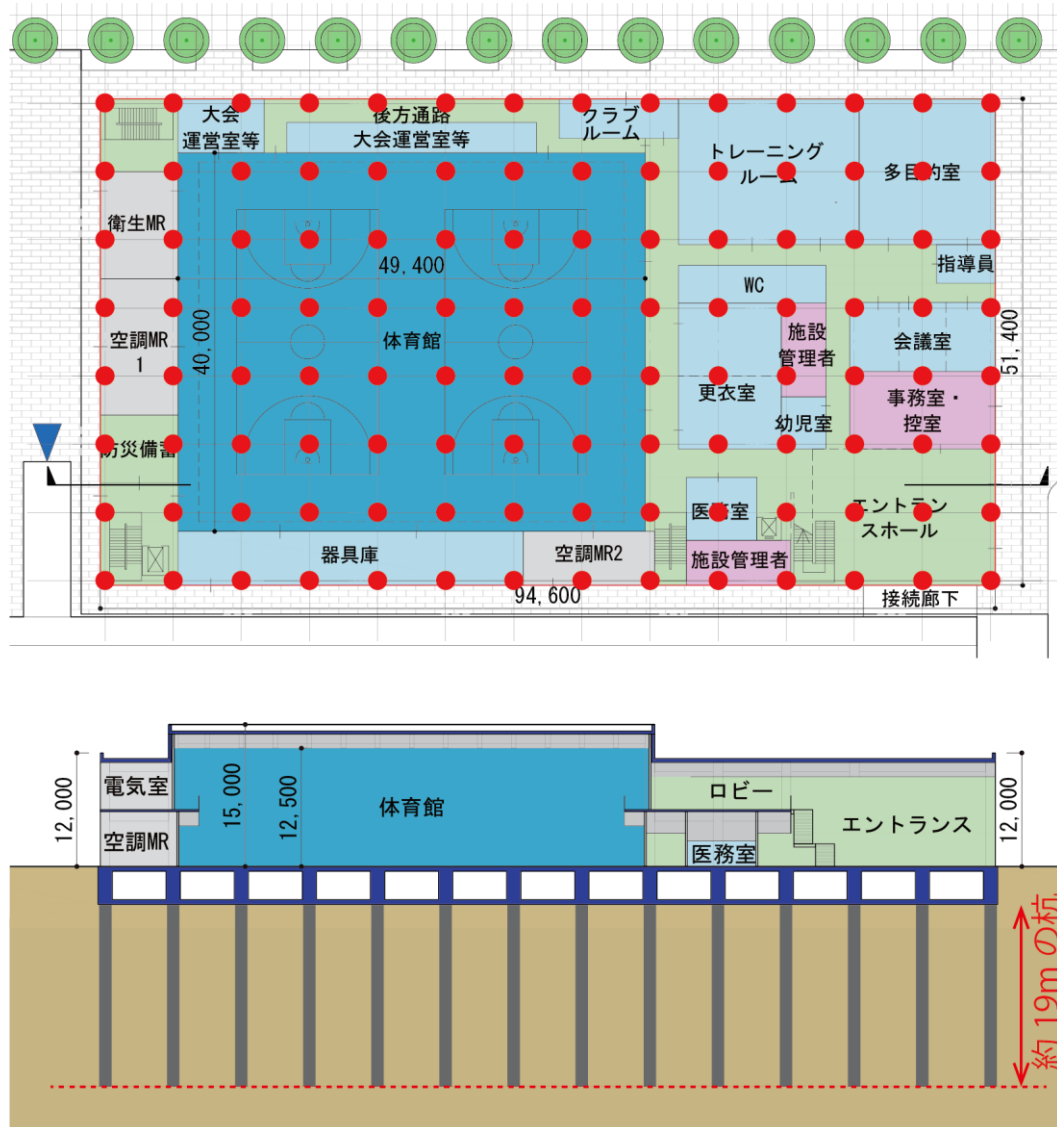 大会
運営室等
後方通路
大会運営室等
クラブ
ルーム
トレーニング
ルーム
多目的室
衛生MR
49,400
指導員
WC
空調MR
1
40,000
体育館
施設
管理者
会議室
51,400
更衣室
幼児室
事務室・
控室
防災備蓄
医務室
エントラン
スホール
器具庫
空調MR2
施設管理者
94,600
接続廊下
12,000
電気室
空調MR
15,000
12,500
体育館
ロビー
エントランス
医務室
12,000
約19mの杭